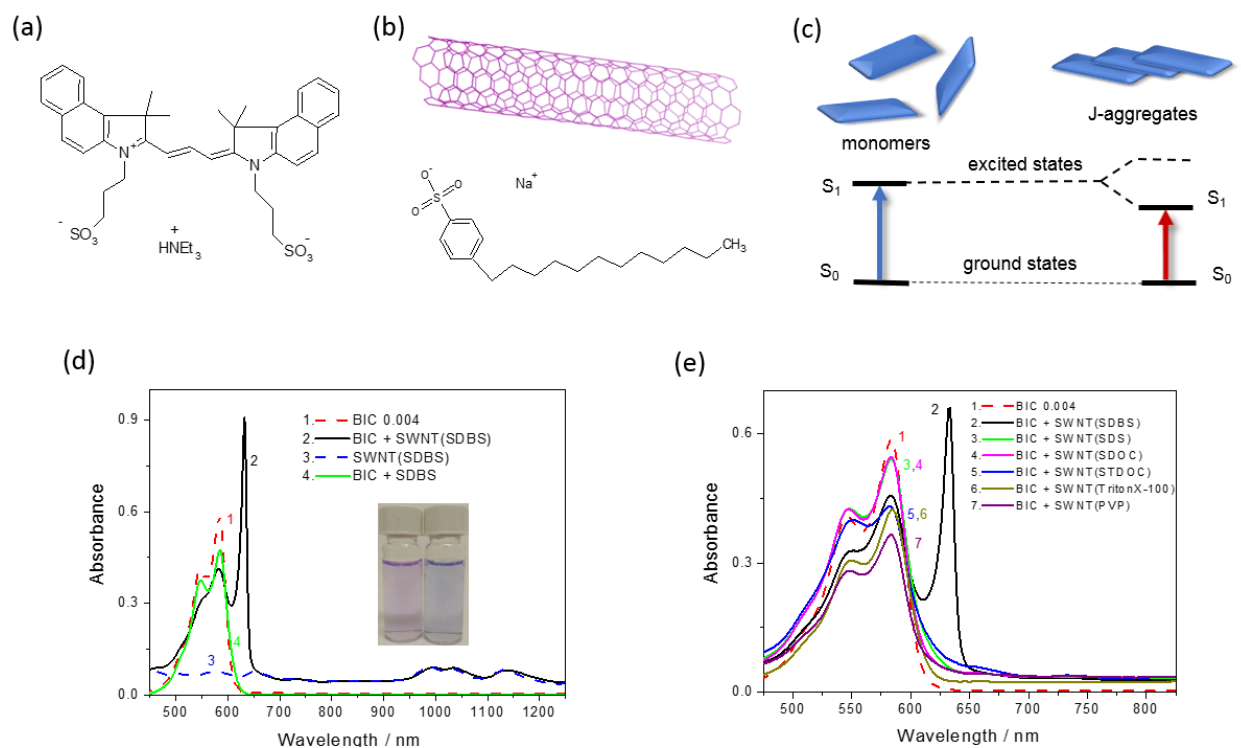 (a)
N⁺
N
⁻
SO₃
+
HNEt₃
SO₃⁻
(b)
O⁻
O
S
O
Na⁺
CH₃
(c)
monomers
J-aggregates
excited states
S₁
S₁
ground states
S₀
S₀
(d)
Absorbance
0.9
0.6
0.3
0.0
1. BIC 0.004
2. BIC + SWNT(SDBS)
3. SWNT(SDBS)
4. BIC + SDBS
1
2
3
4
500 600 700 800 900 1000 1100 1200
Wavelength / nm
(e)
Absorbance
0.6
0.3
0.0
1. BIC 0.004
2. BIC + SWNT(SDBS)
3. BIC + SWNT(SDS)
4. BIC + SWNT(SDOC)
5. BIC + SWNT(STDOC)
6. BIC + SWNT(TritonX-100)
7. BIC + SWNT(PVP)
2
1
3,4
5,6
7
500 550 600 650 700 750 800
Wavelength / nm